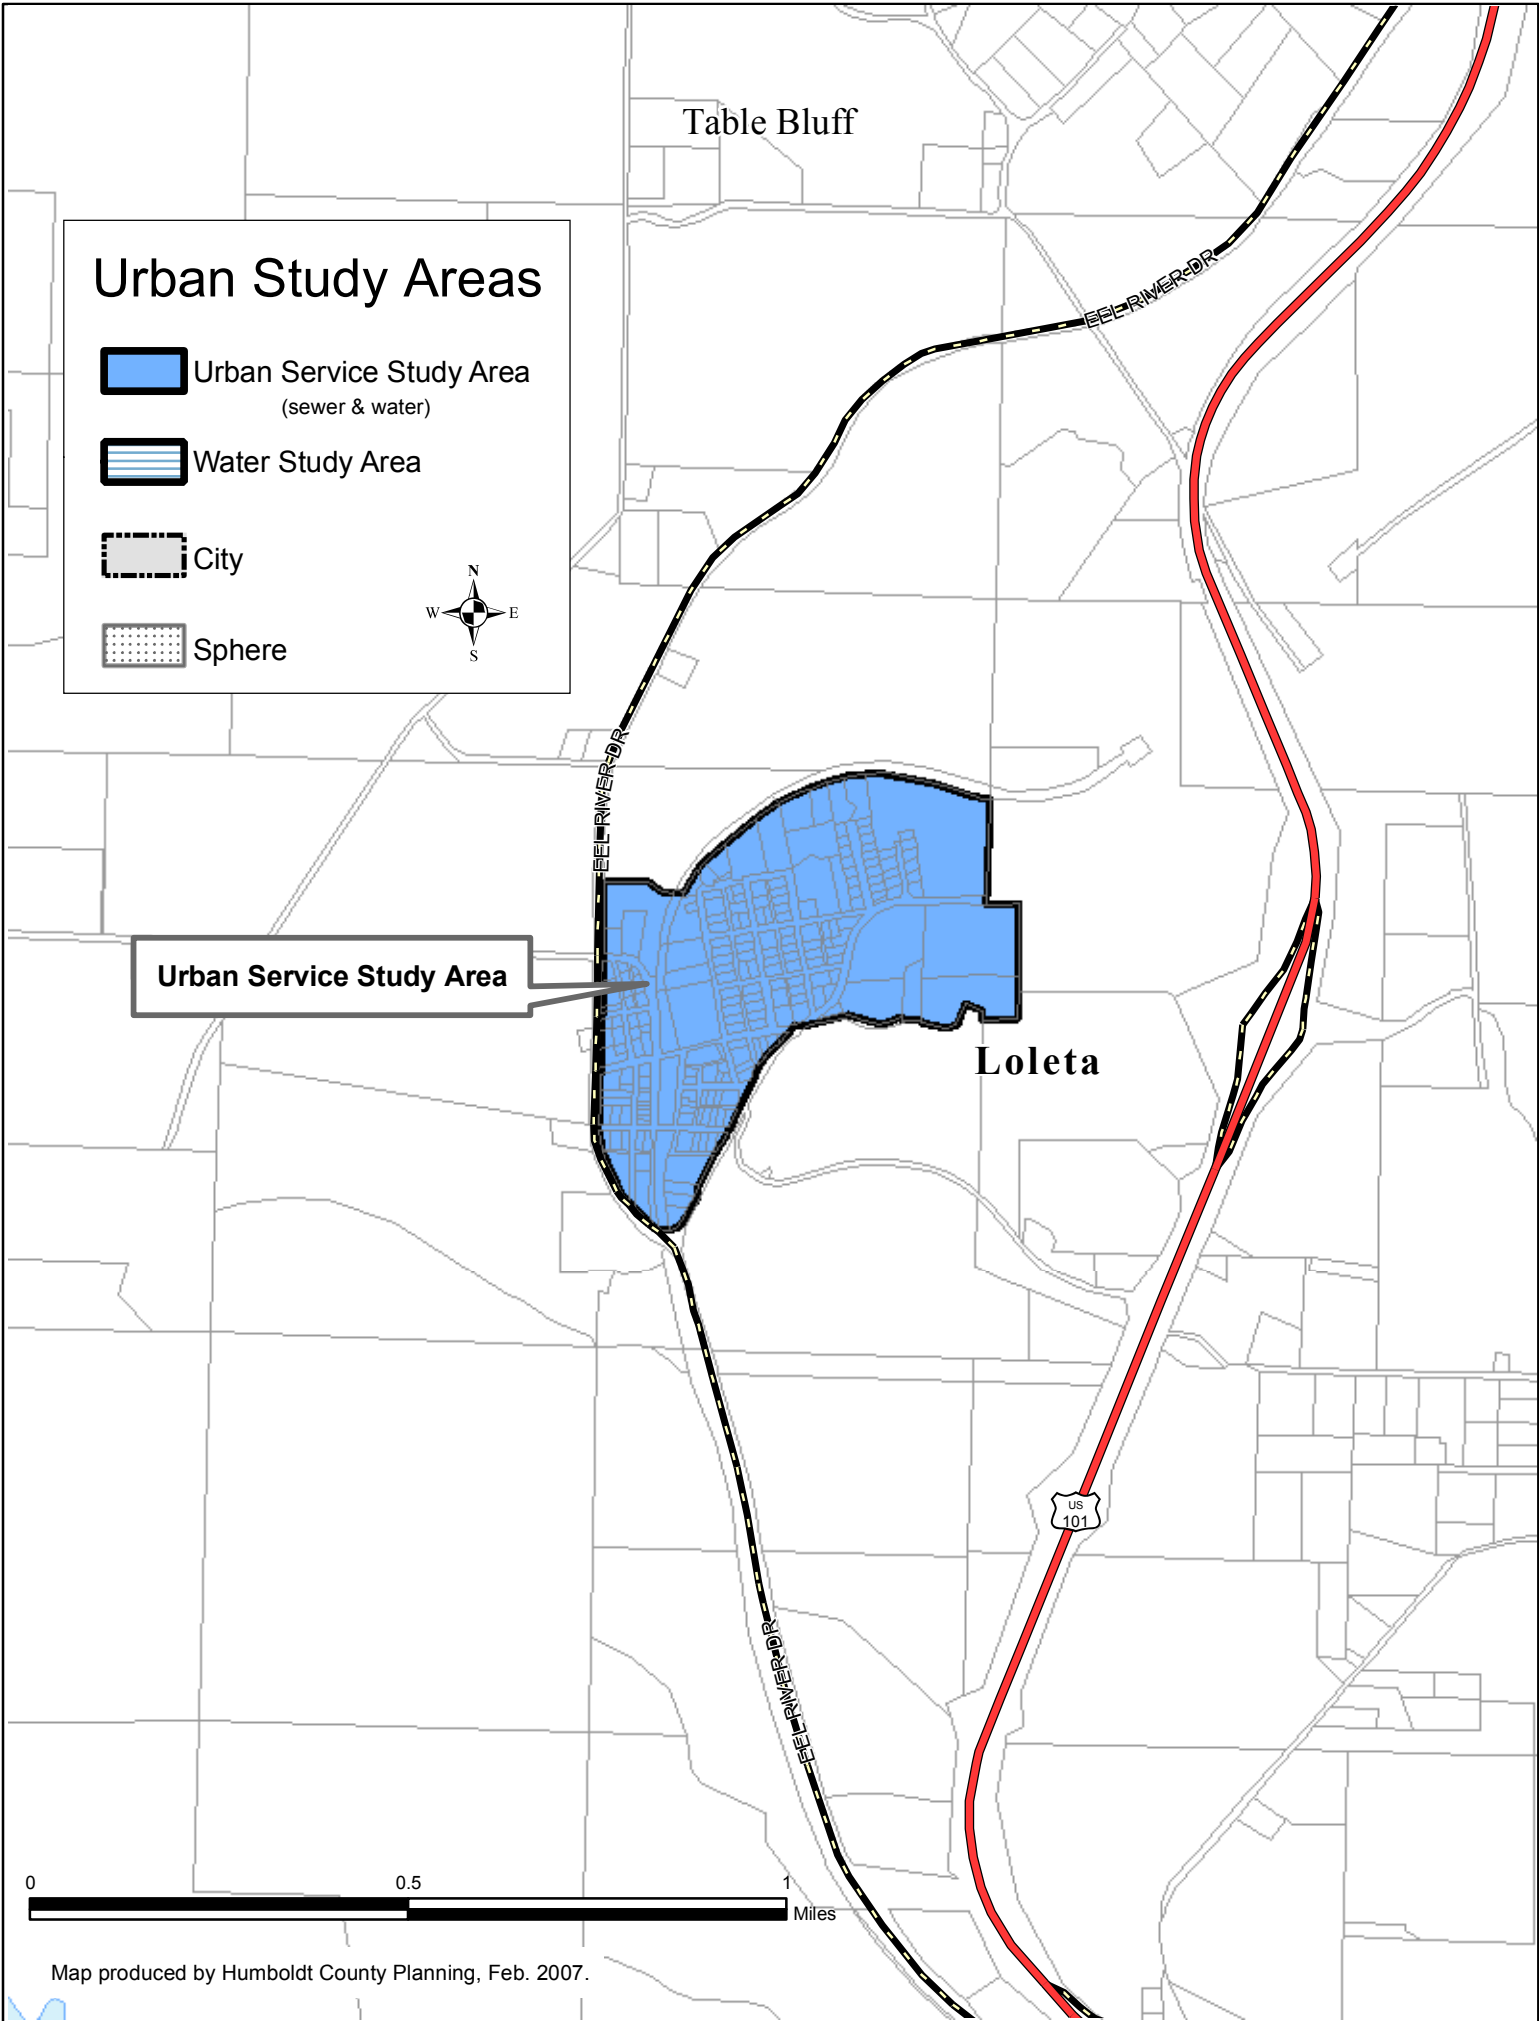 Table Bluff
Urban Study Areas
Urban Service Study Area
(sewer & water)
Water Study Area
City
Sphere
N
W E
S
EEL RIVER DR
EEL RIVER DR
Urban Service Study Area
Loleta
US
101
EEL RIVER DR
0 0.5 1
Miles
Map produced by Humboldt County Planning, Feb. 2007.